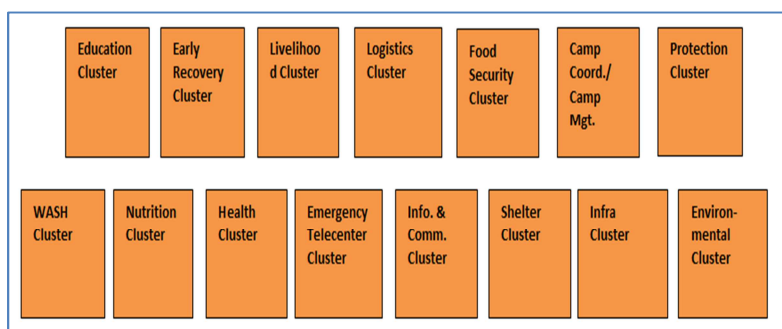 Education
Cluster
Early
Recovery
Cluster
Livelihoo
d Cluster
Logistics
Cluster
Food
Security
Cluster
Camp
Coord./
Camp
Mgt.
Protection
Cluster
WASH
Cluster
Nutrition
Cluster
Health
Cluster
Emergency
Telecenter
Cluster
Info. &
Comm.
Cluster
Shelter
Cluster
Infra
Cluster
Environ-
mental
Cluster